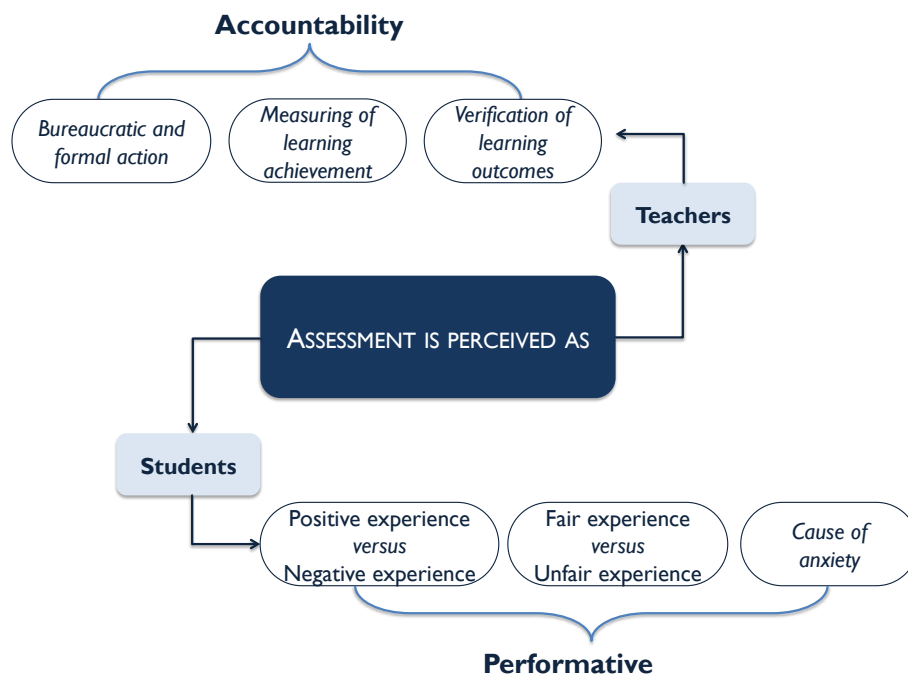 Accountability
Bureaucratic and
formal action
Measuring of
learning
achievement
Verification of
learning
outcomes
Teachers
ASSESSMENT IS PERCEIVED AS
Students
Positive experience
versus
Negative experience
Fair experience
versus
Unfair experience
Cause of
anxiety
Performative